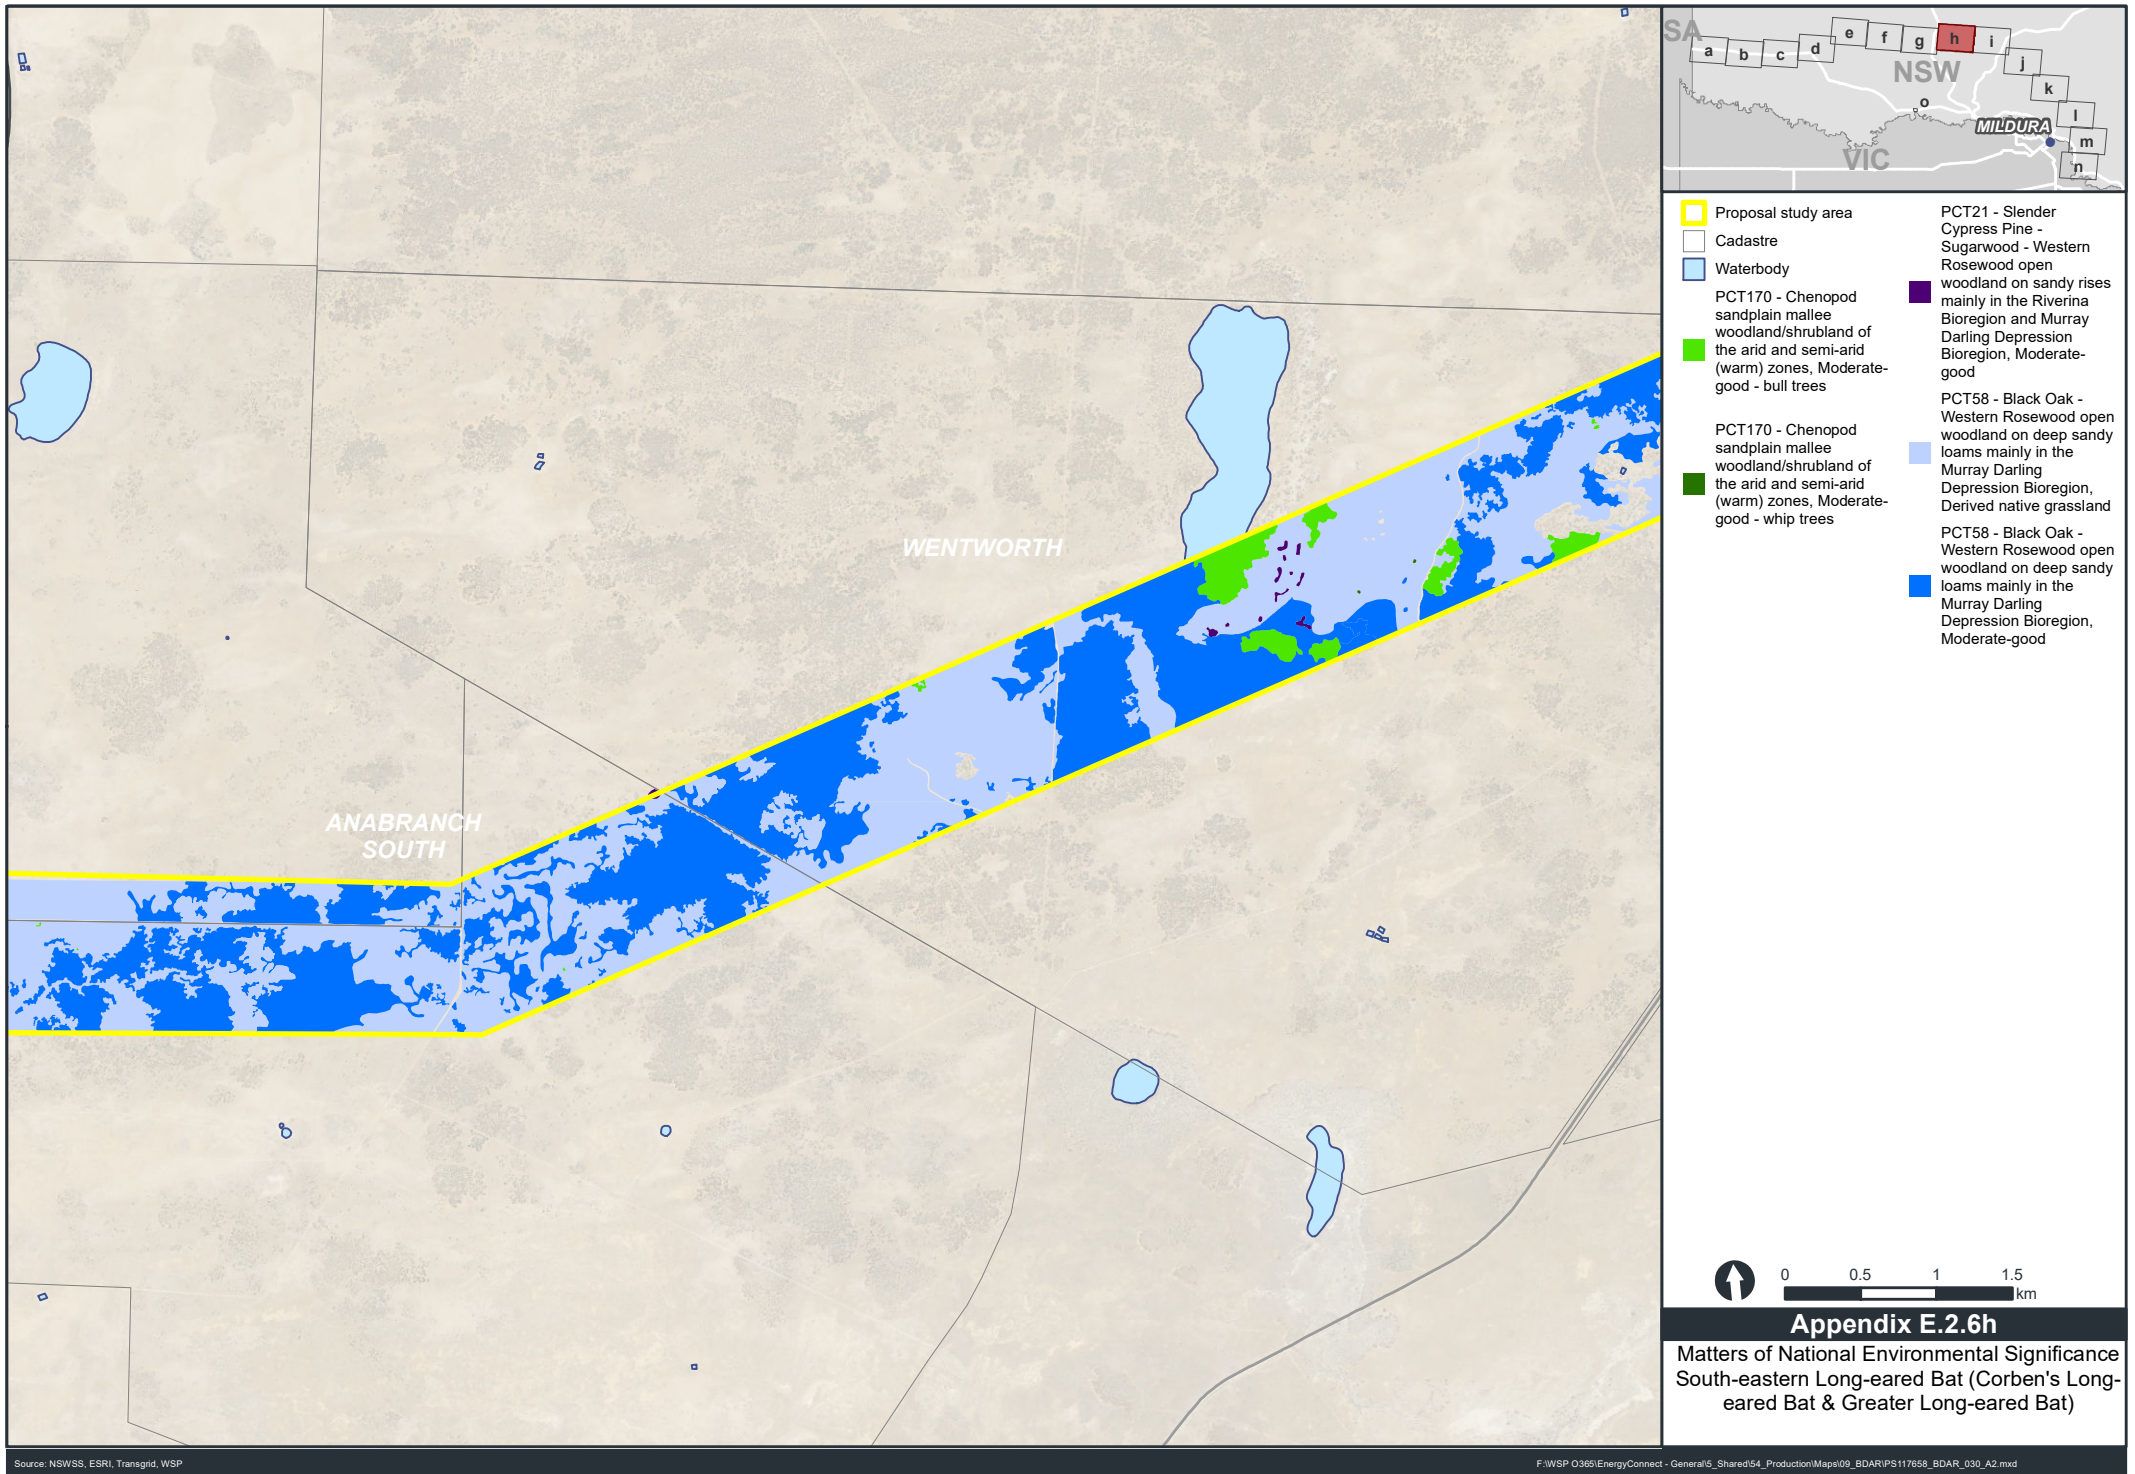 SA
a
b
c
d
e
f
g
h
i
j
k
l
m
n
o
NSW
MILDURA
VIC
WENTWORTH
ANABRANCH
SOUTH
Proposal study area
Cadastre
Waterbody
PCT170 - Chenopod
sandplain mallee
woodland/shrubland of
the arid and semi-arid
(warm) zones, Moderate-
good - bull trees
PCT170 - Chenopod
sandplain mallee
woodland/shrubland of
the arid and semi-arid
(warm) zones, Moderate-
good - whip trees
PCT21 - Slender
Cypress Pine -
Sugarwood - Western
Rosewood open
woodland on sandy rises
mainly in the Riverina
Bioregion and Murray
Darling Depression
Bioregion, Moderate-
good
PCT58 - Black Oak -
Western Rosewood open
woodland on deep sandy
loams mainly in the
Murray Darling
Depression Bioregion,
Derived native grassland
PCT58 - Black Oak -
Western Rosewood open
woodland on deep sandy
loams mainly in the
Murray Darling
Depression Bioregion,
Moderate-good
0 0.5 1 1.5
km
Appendix E.2.6h
Matters of National Environmental Significance
South-eastern Long-eared Bat (Corben's Long-
eared Bat & Greater Long-eared Bat)
Source: NSWSS, ESRI, Transgrid, WSP
F:\WSP O365\EnergyConnect - General\5_Shared\54_Production\Maps\09_BDAR\PS117658_BDAR_030_A2.mxd